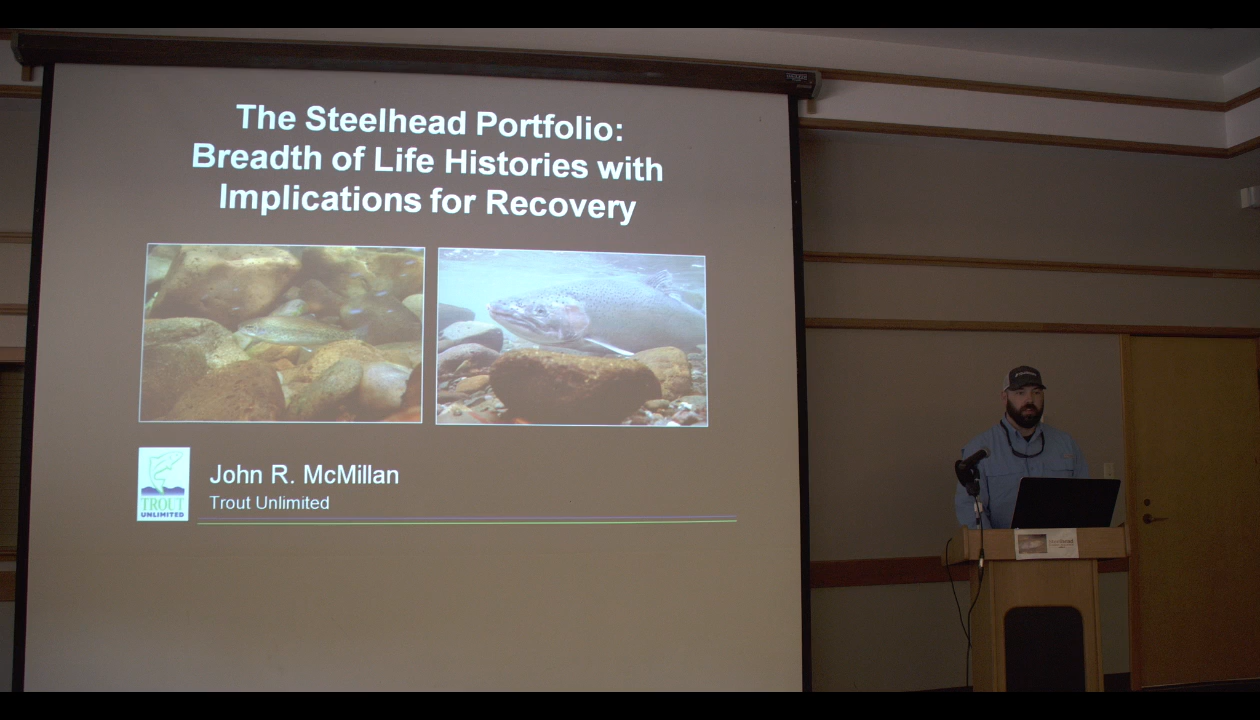 The Steelhead Portfolio:
Breadth of Life Histories with
Implications for Recovery
TROUT
UNLIMITED
John R. McMillan
Trout Unlimited